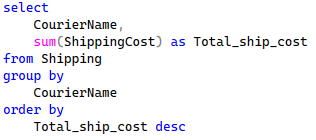 select
    CourierName,
    sum(ShippingCost) as Total_ship_cost
from Shipping
group by
    CourierName
order by
    Total_ship_cost desc